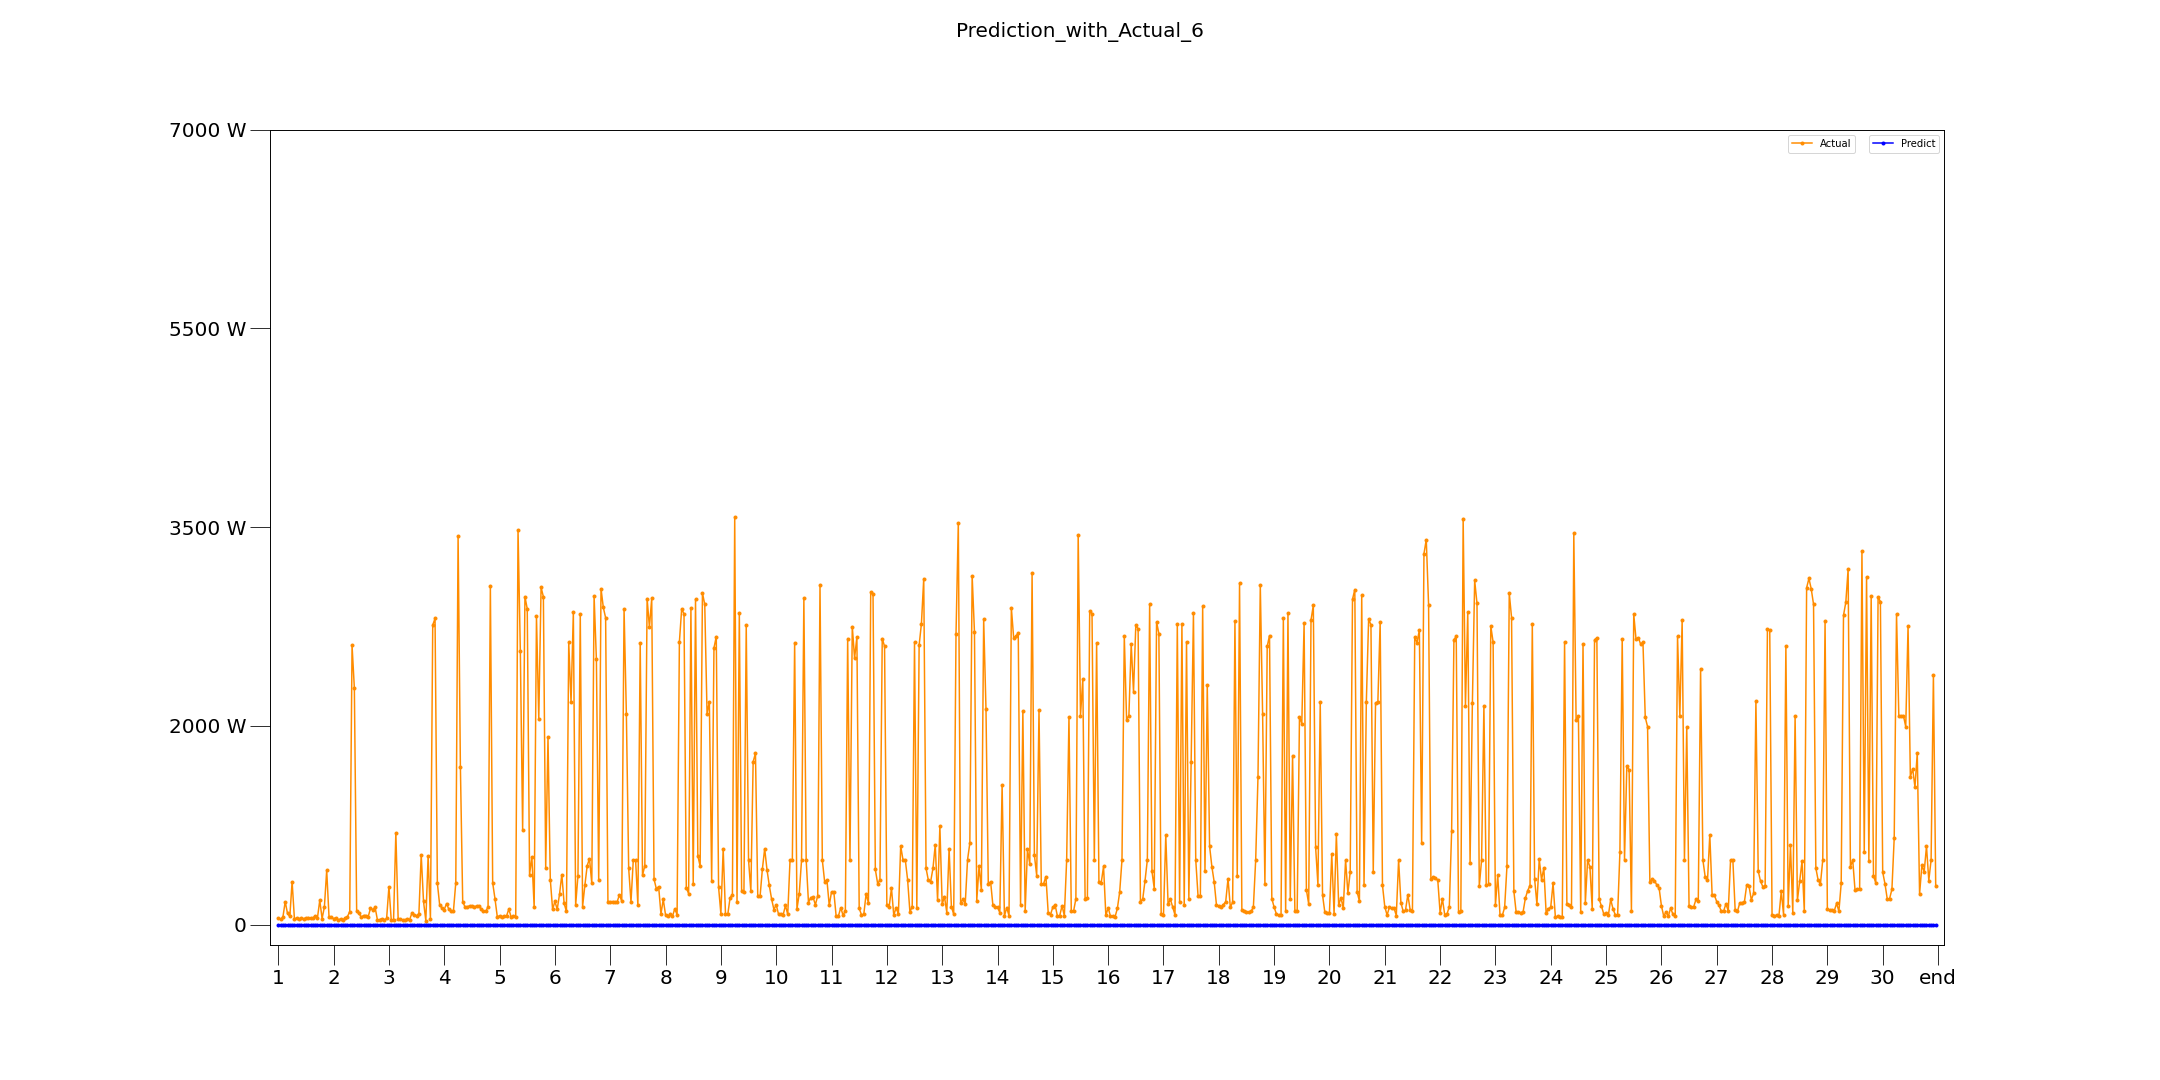 Prediction_with_Actual_6
7000 W
Actual Predict
5500 W
3500 W
2000 W
0
1 2 3 4 5 6 7 8 9 10 11 12 13 14 15 16 17 18 19 20 21 22 23 24 25 26 27 28 29 30 end